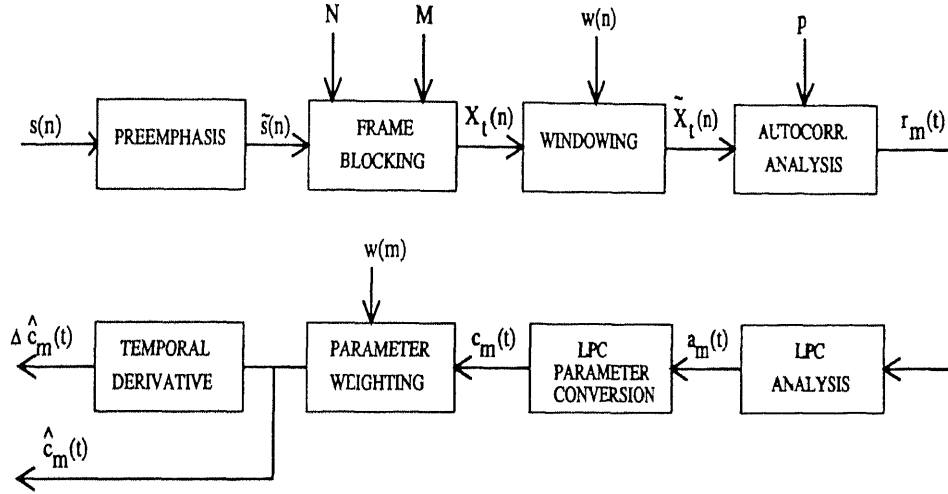 N
M
w(n)
p
s(n)
PREEMPHASIS
s̃(n)
FRAME
BLOCKING
X_t(n)
WINDOWING
X̃_t(n)
AUTOCORR.
ANALYSIS
r_m(t)
w(m)
Δ ĉ_m(t)
TEMPORAL
DERIVATIVE
PARAMETER
WEIGHTING
c_m(t)
LPC
PARAMETER
CONVERSION
a_m(t)
LPC
ANALYSIS
ĉ_m(t)